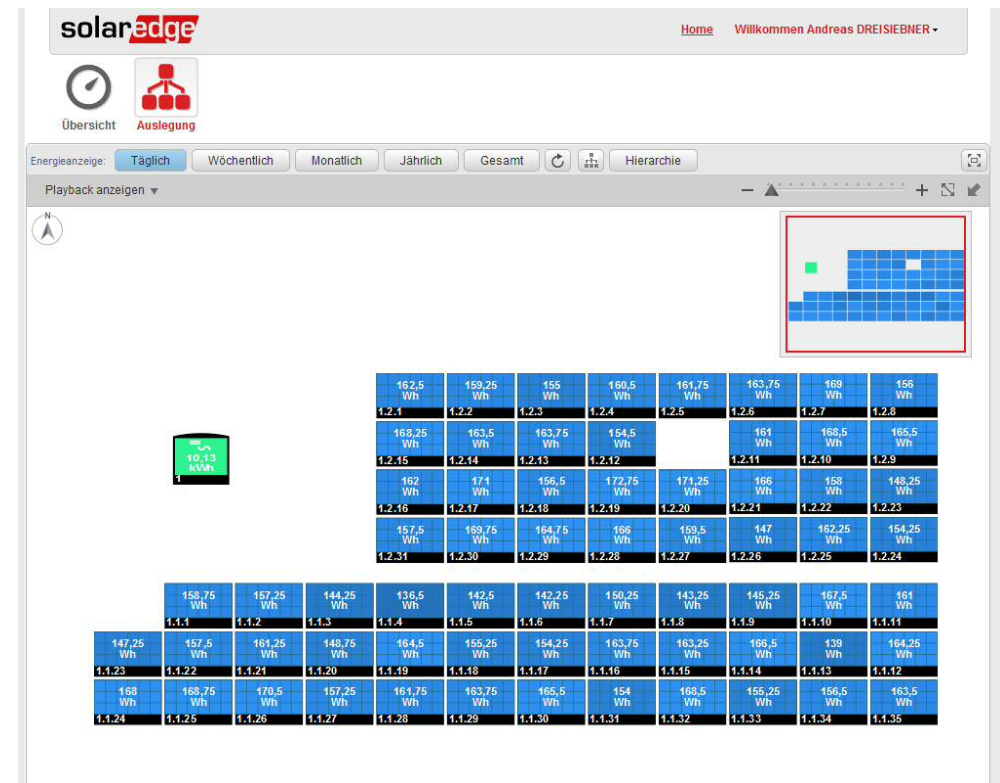 solaredge
Home Willkommen Andreas DREISIEBNER
Übersicht Auslegung
Energieanzeige: Täglich Wöchentlich Monatlich Jährlich Gesamt Hierarchie
Playback anzeigen
N
162,5 159,25 155 160,5 161,75 163,75 169 156
Wh Wh Wh Wh Wh Wh Wh Wh
1.2.1 1.2.2 1.2.3 1.2.4 1.2.5 1.2.6 1.2.7 1.2.8
168,25 163,5 163,75 154,5 161 168,5 165,5
Wh Wh Wh Wh Wh Wh Wh
1.2.15 1.2.14 1.2.13 1.2.12 1.2.11 1.2.10 1.2.9
10,13
kWh
1
162 171 156,5 172,75 171,25 166 158 148,25
Wh Wh Wh Wh Wh Wh Wh Wh
1.2.16 1.2.17 1.2.18 1.2.19 1.2.20 1.2.21 1.2.22 1.2.23
157,5 169,75 164,75 166 159,5 147 162,25 154,25
Wh Wh Wh Wh Wh Wh Wh Wh
1.2.31 1.2.30 1.2.29 1.2.28 1.2.27 1.2.26 1.2.25 1.2.24
158,75 157,25 144,25 136,5 142,5 142,25 150,25 143,25 145,25 167,5 161
Wh Wh Wh Wh Wh Wh Wh Wh Wh Wh Wh
1.1.1 1.1.2 1.1.3 1.1.4 1.1.5 1.1.6 1.1.7 1.1.8 1.1.9 1.1.10 1.1.11
147,25 157,5 161,25 148,75 164,5 155,25 154,25 163,75 163,25 166,5 139 164,25
Wh Wh Wh Wh Wh Wh Wh Wh Wh Wh Wh Wh
1.1.23 1.1.22 1.1.21 1.1.20 1.1.19 1.1.18 1.1.17 1.1.16 1.1.15 1.1.14 1.1.13 1.1.12
168 168,75 170,5 157,25 161,75 163,75 165,5 154 168,5 155,25 156,5 163,5
Wh Wh Wh Wh Wh Wh Wh Wh Wh Wh Wh Wh
1.1.24 1.1.25 1.1.26 1.1.27 1.1.28 1.1.29 1.1.30 1.1.31 1.1.32 1.1.33 1.1.34 1.1.35